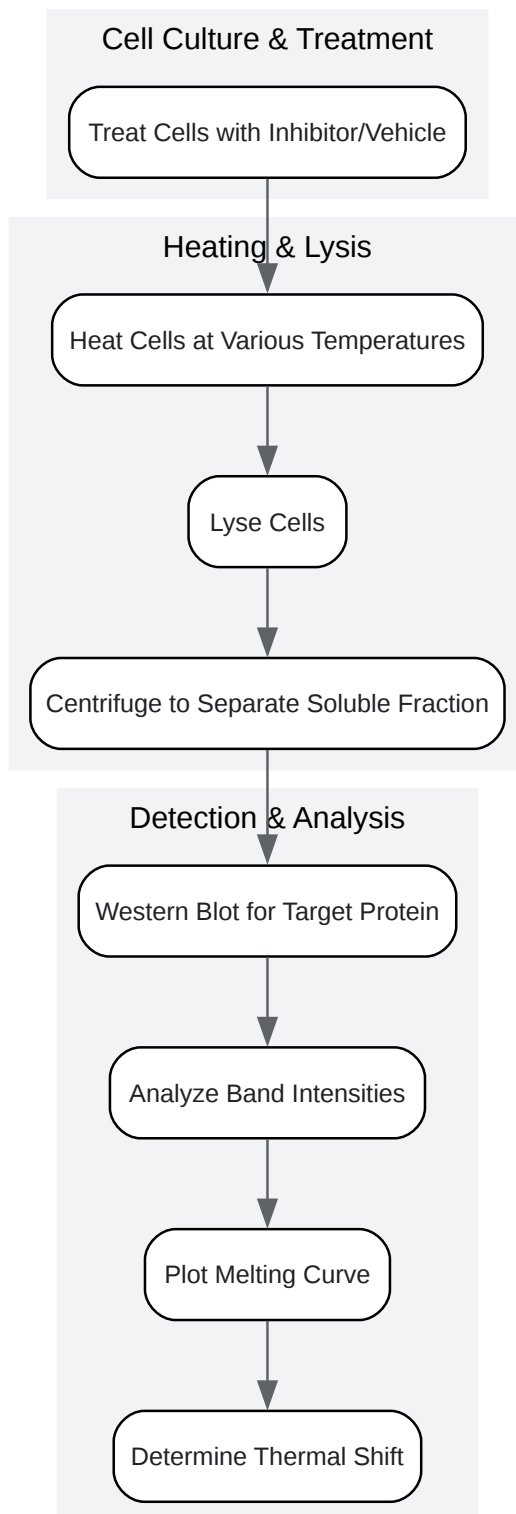 Cell Culture & Treatment
Treat Cells with Inhibitor/Vehicle
Heating & Lysis
Heat Cells at Various Temperatures
Lyse Cells
Centrifuge to Separate Soluble Fraction
Detection & Analysis
Western Blot for Target Protein
Analyze Band Intensities
Plot Melting Curve
Determine Thermal Shift